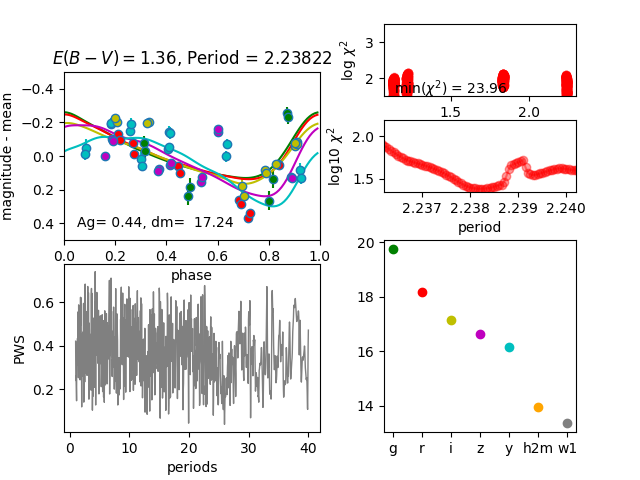 E(B − V) = 1.36, Period = 2.23822
magnitude - mean
−0.4
−0.2
0.0
0.2
0.4
Ag= 0.44, dm=  17.24
0.0 0.2 0.4 0.6 0.8 1.0
phase
log χ²
3
2
min(χ²) = 23.96
1.5 2.0
log10 χ²
2.0
1.5
2.237 2.238 2.239 2.240
period
PWS
0.6
0.4
0.2
0 10 20 30 40
periods
20
18
16
14
g r i z y h2m w1